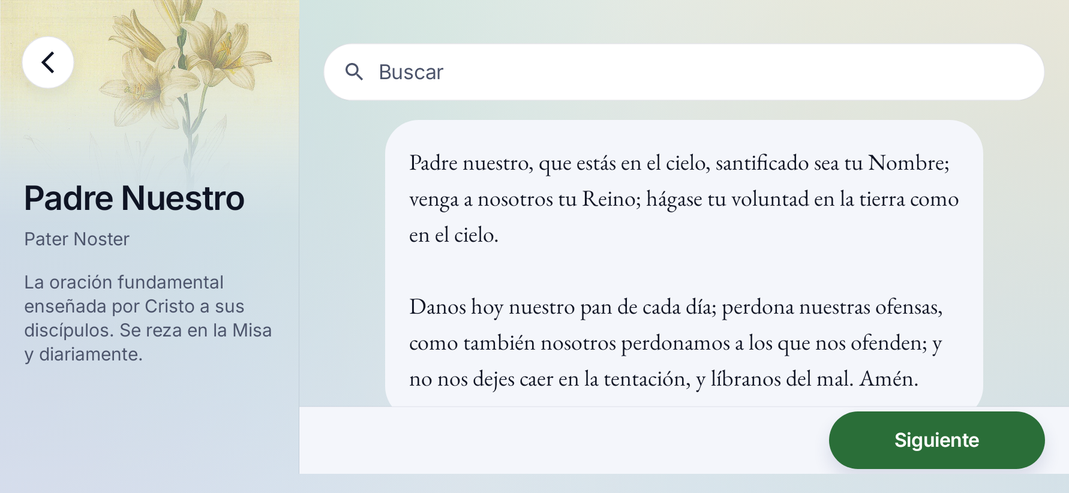 Padre Nuestro
Pater Noster
La oración fundamental
enseñada por Cristo a sus
discípulos. Se reza en la Misa
y diariamente.
Buscar
Padre nuestro, que estás en el cielo, santificado sea tu Nombre;
venga a nosotros tu Reino; hágase tu voluntad en la tierra como
en el cielo.
Danos hoy nuestro pan de cada día; perdona nuestras ofensas,
como también nosotros perdonamos a los que nos ofenden; y
no nos dejes caer en la tentación, y líbranos del mal. Amén.
Siguiente